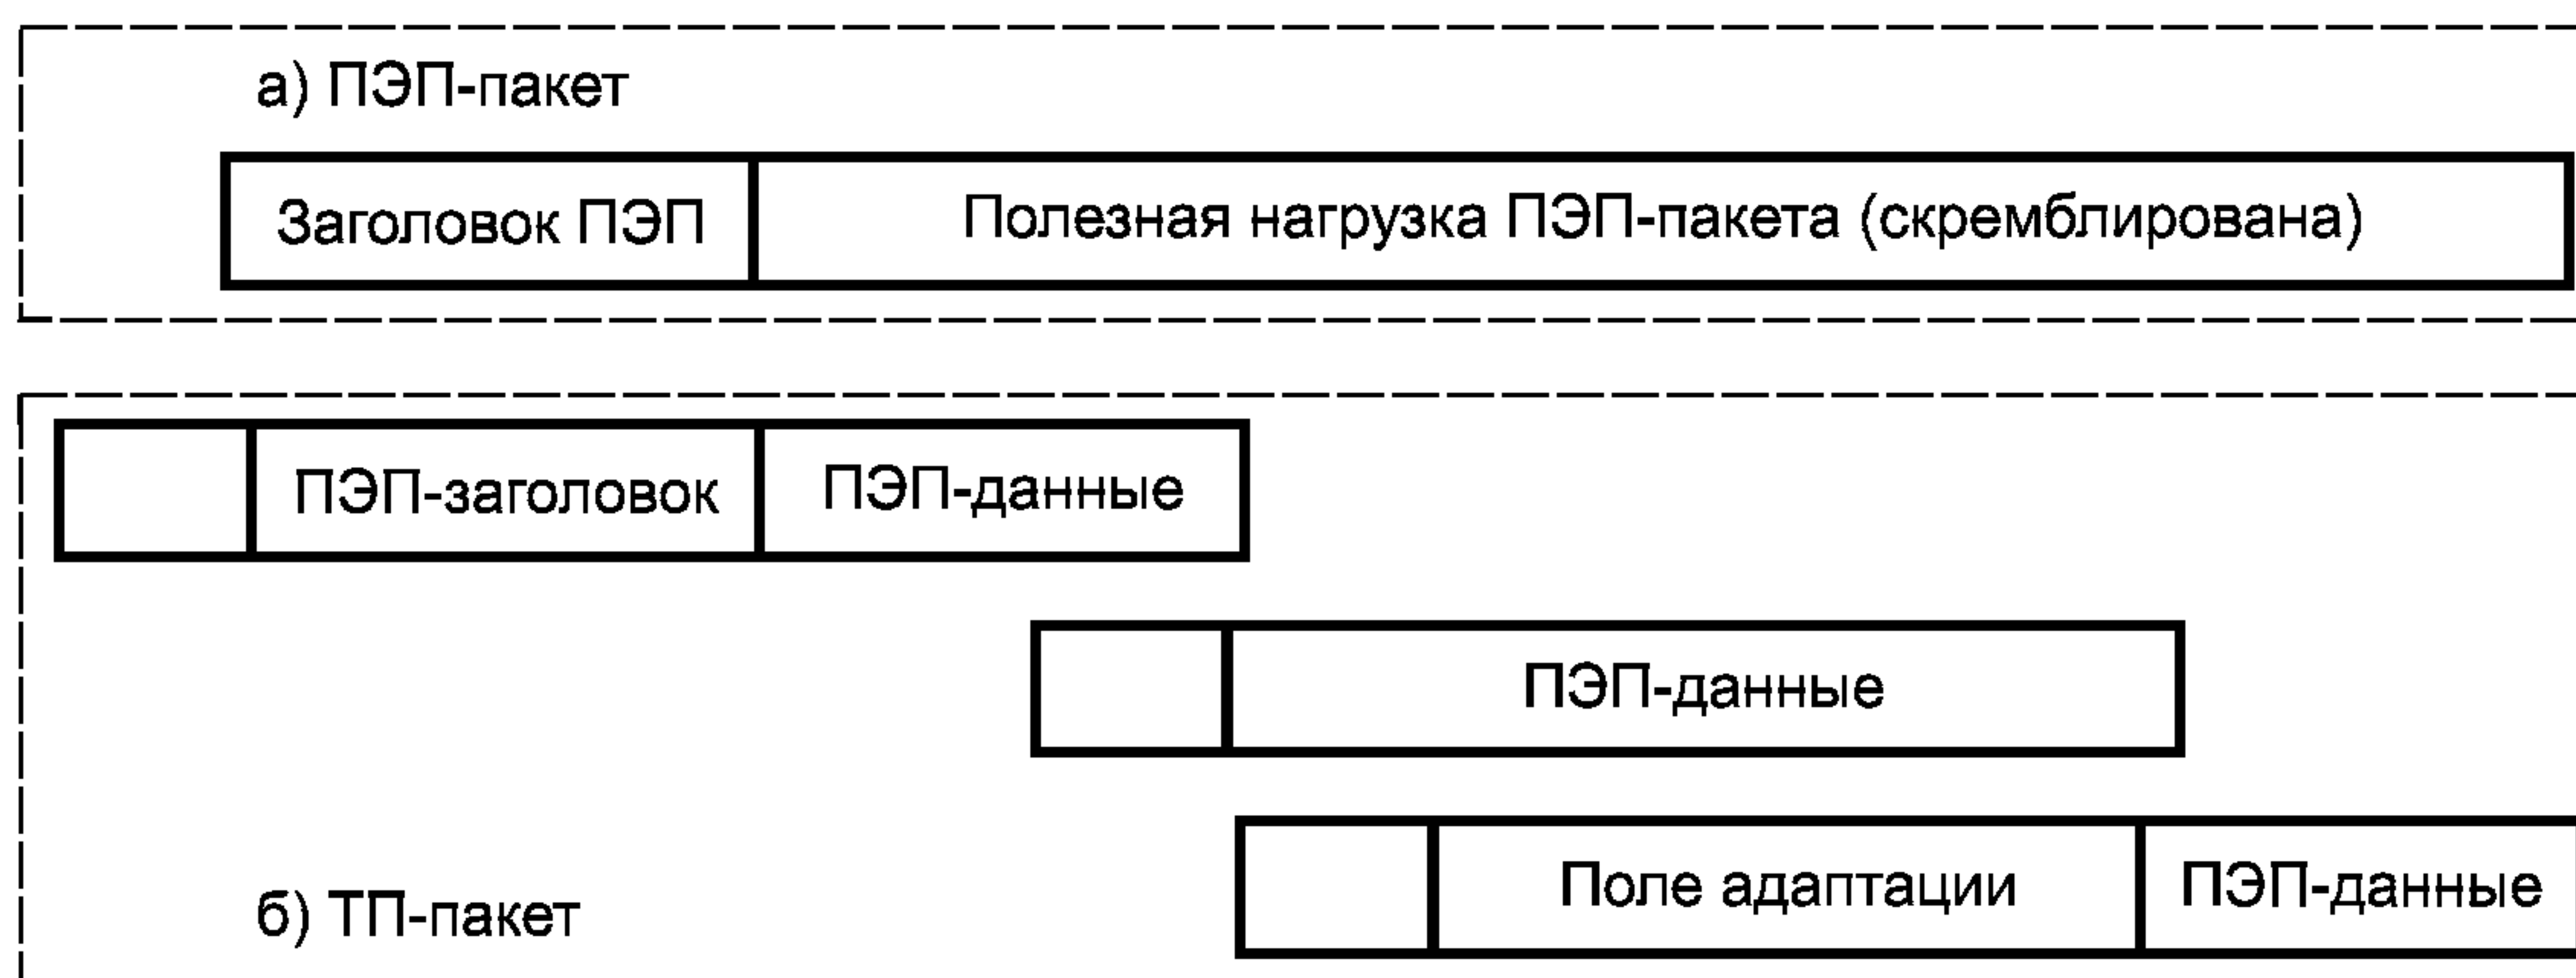 а) ПЭП-пакет
Заголовок ПЭП
Полезная нагрузка ПЭП-пакета (скремблирована)
ПЭП-заголовок
ПЭП-данные
ПЭП-данные
Поле адаптации
ПЭП-данные
б) ТП-пакет